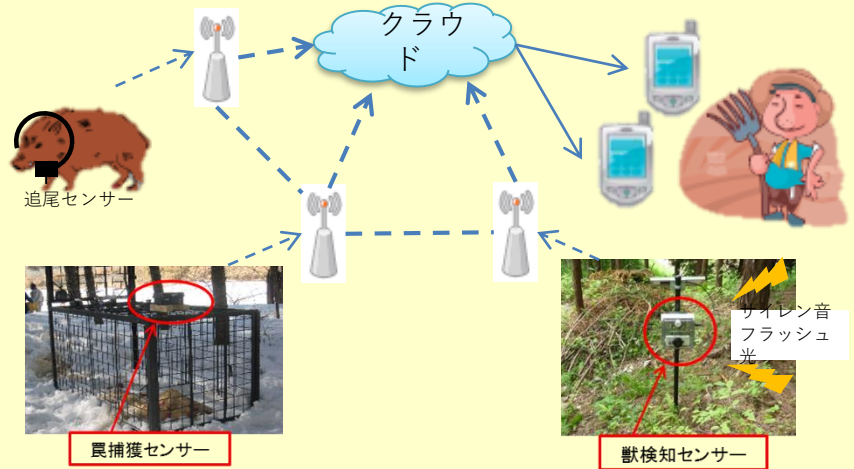 クラウ
ド
追尾センサー
サイレン音
フラッシュ
光
罠捕獲センサー
獣検知センサー